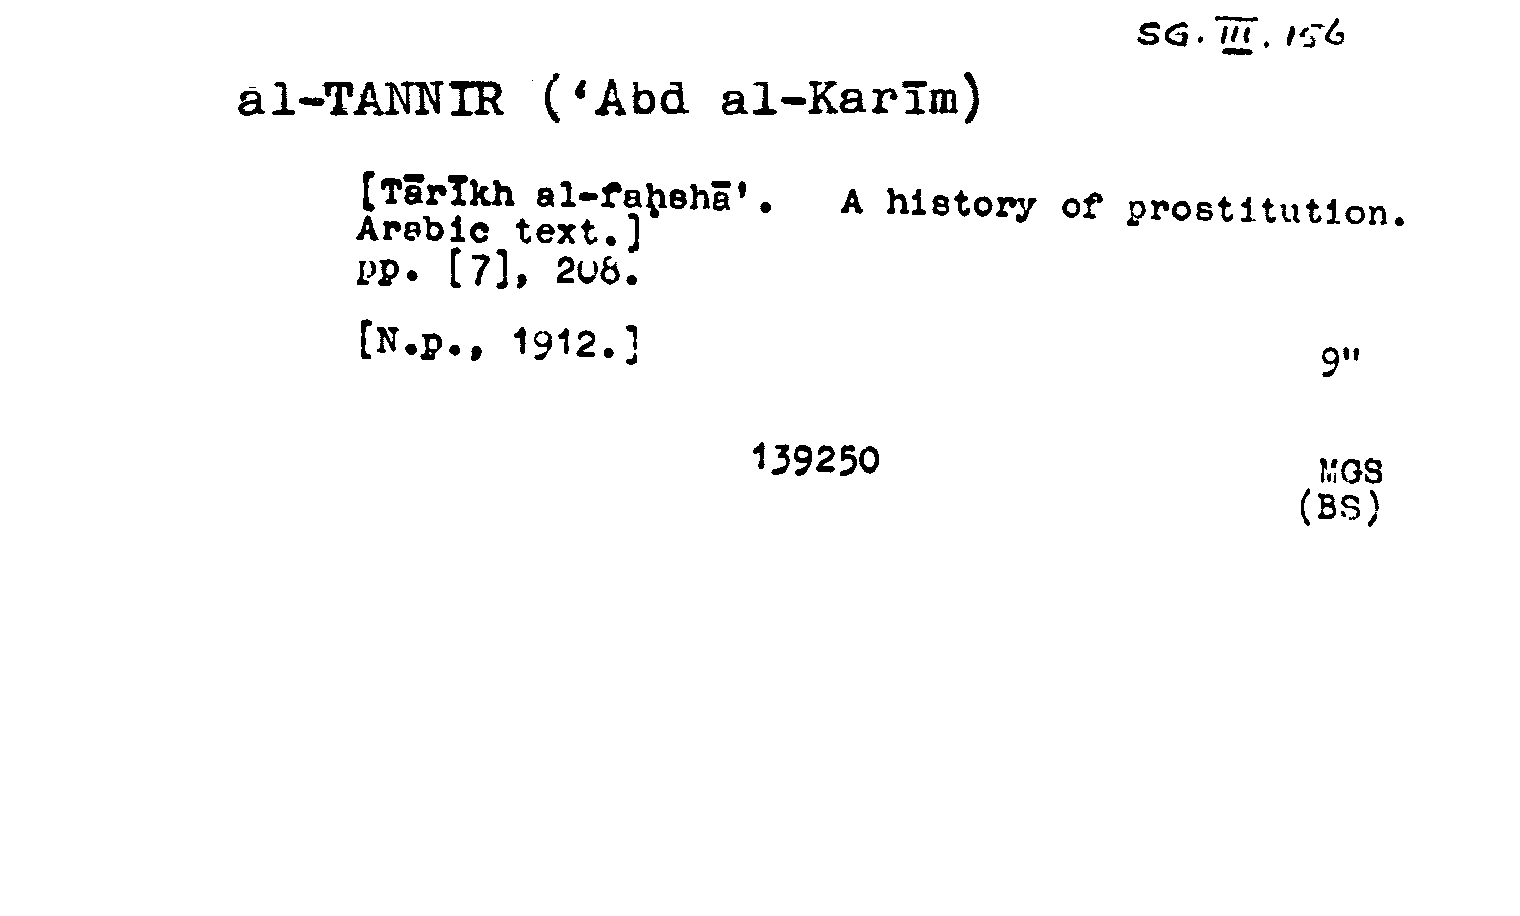 SG. III. 156
al-TANNIR (‘Abd al-Karīm)
[Tārīkh al-faḥshā'. A history of prostitution.
Arabic text.]
pp. [7], 208.
[N.p., 1912.]
9"
139250
MGS
(BS)